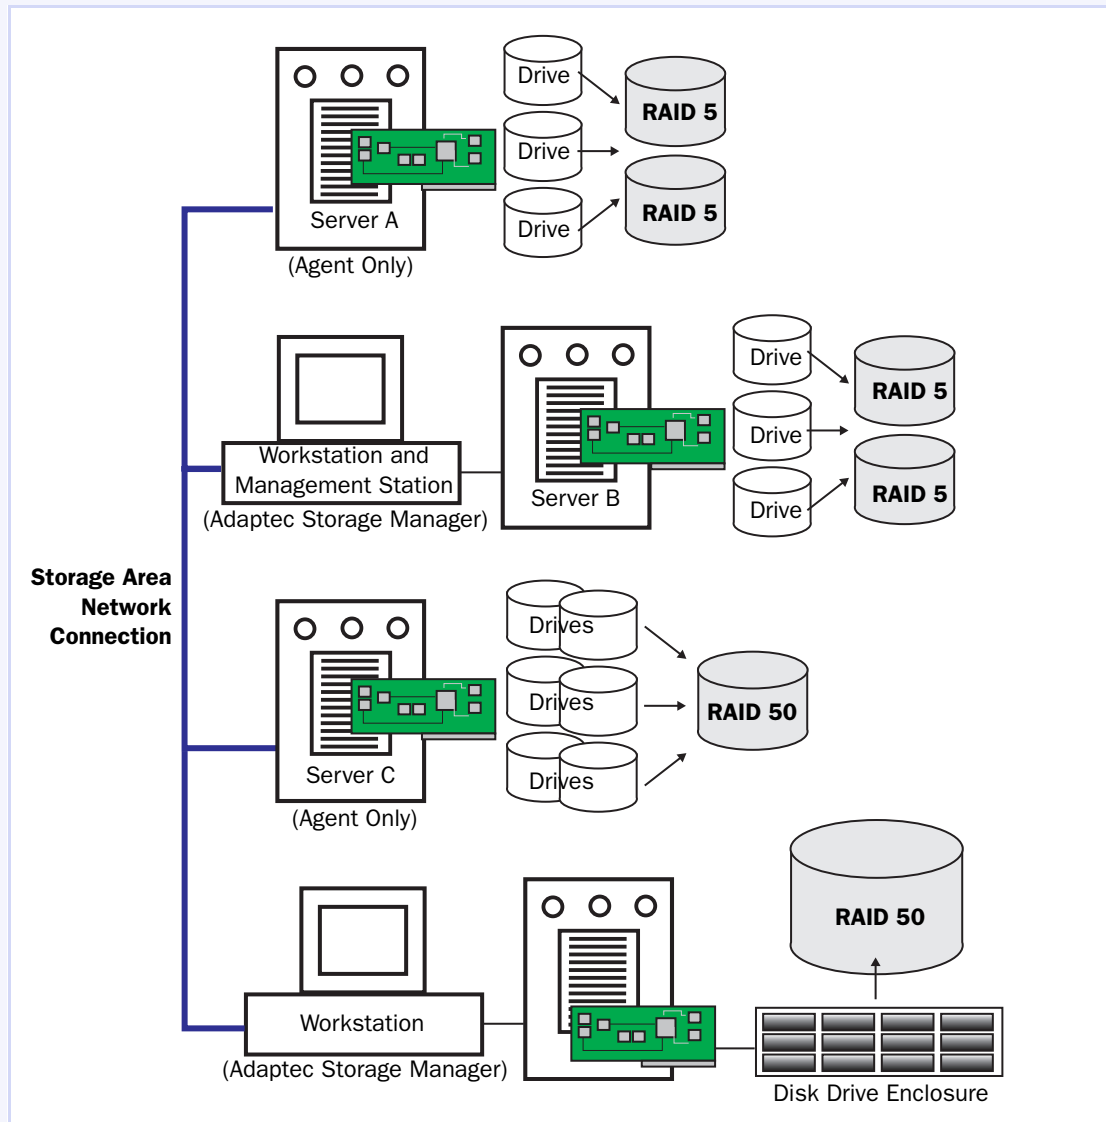 Drive
RAID 5
Drive
RAID 5
Drive
Server A
(Agent Only)
Drive
RAID 5
Drive
RAID 5
Drive
Workstation and
Management Station
(Adaptec Storage Manager)
Server B
Storage Area
Network
Connection
Drives
Drives
RAID 50
Drives
Server C
(Agent Only)
RAID 50
Workstation
(Adaptec Storage Manager)
Disk Drive Enclosure